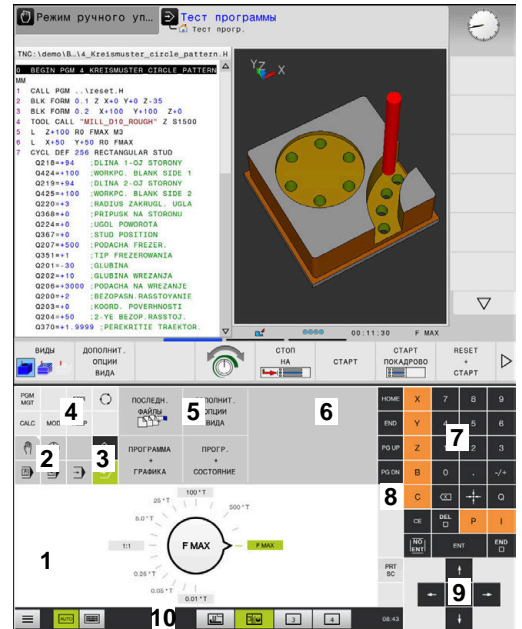 Режим ручного уп…
Тест программы
Тест прогр.
TNC:\demo\B…\4_Kreismuster_circle_pattern.H
0 BEGIN PGM 4_KREISMUSTER_CIRCLE_PATTERN
MM
1 CALL PGM ..\reset.H
2 BLK FORM 0.1 Z X+0 Y+0 Z-35
3 BLK FORM 0.2 X+100 Y+100 Z+0
4 TOOL CALL "MILL_D10_ROUGH" Z S1500
5 L Z+100 R0 FMAX M3
6 L X+50 Y+50 R0 FMAX
7 CYCL DEF 256 RECTANGULAR STUD
Q218=+94 ;DLINA 1-OJ STORONY
Q424=+100 ;WORKPC. BLANK SIDE 1
Q219=+94 ;DLINA 2-OJ STORONY
Q425=+100 ;WORKPC. BLANK SIDE 2
Q220=+3 ;RADIUS ZAKRUGL. UGLA
Q368=+0 ;PRIPUSK NA STORONU
Q224=+0 ;UGOL POWOROTA
Q367=+0 ;STUD POSITION
Q207=+500 ;PODACHA FREZER.
Q351=+1 ;TIP FREZEROWANIA
Q201=-30 ;GLUBINA
Q202=+10 ;GLUBINA WREZANJA
Q206=+3000 ;PODACHA NA WREZANJE
Q200=+2 ;BEZOPASN.RASSTOYANIE
Q203=+0 ;KOORD. POVERHNOSTI
Q204=+50 ;2-YE BEZOP.RASSTOJ.
Q370=+1.9999 ;PEREKRITIE TRAEKTOR.
Z
Y
X
00:11:30 F MAX
ВИДЫ
ДОПОЛНИТ.
ОПЦИИ
ВИДА
СТОП
НА
СТАРТ
СТАРТ
ПОКАДРОВО
RESET
+
СТАРТ
PGM
MGT
CALC
MOD
4
2
3
ПОСЛЕДН.
ФАЙЛЫ
5
ОПЦИИ
ВИДА
6
ПРОГРАММА
+
ГРАФИКА
ПРОГР.
+
СОСТОЯНИЕ
HOME X 7 8 9
END Y 5 6
7
PG UP Z 3
PG DN B 0 . -/+
8 C Q
CE DEL P I
NO ENT ENT END
PRT
SC
9
1
100 °T
25 °T
500 °T
5.0 °T
1:1
F MAX
F MAX
0.25 °T
0.05 °T
0.01 °T
AUTO
10
3
4
08:43